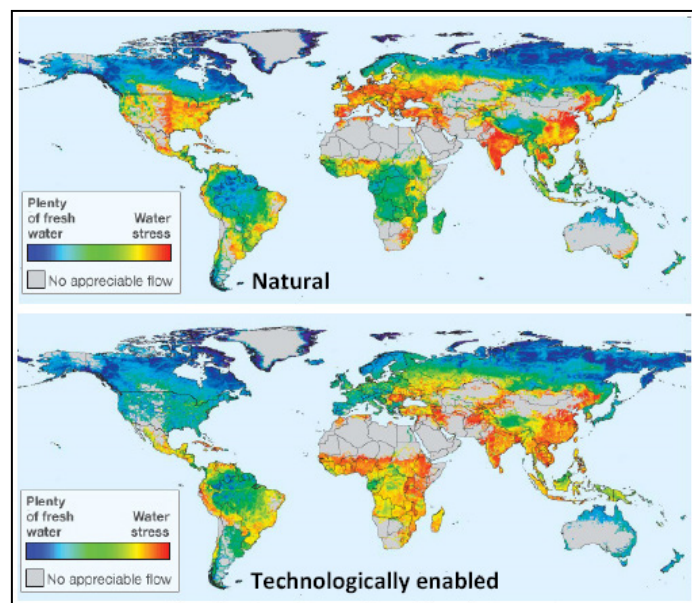 Plenty
of fresh
water
Water
stress
No appreciable flow
Natural
Plenty
of fresh
water
Water
stress
No appreciable flow
Technologically enabled